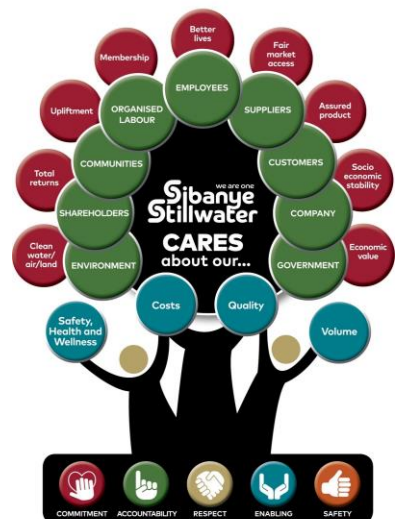 Better
lives
Membership
Fair
market
access
EMPLOYEES
Upliftment
ORGANISED
LABOUR
SUPPLIERS
Assured
product
COMMUNITIES
CUSTOMERS
Total
returns
Socio
economic
stability
we are one
Sibanye
Stillwater
SHAREHOLDERS
COMPANY
CARES
about our...
Clean
water/
air/land
ENVIRONMENT
GOVERNMENT
Economic
value
Costs
Quality
Safety,
Health and
Wellness
Volume
COMMITMENT
ACCOUNTABILITY
RESPECT
ENABLING
SAFETY